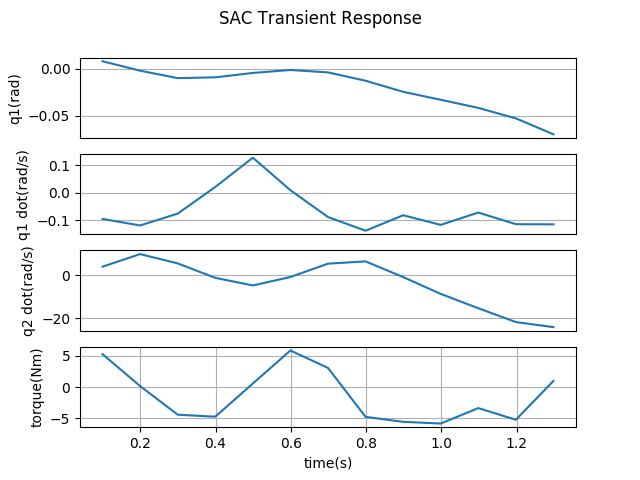 SAC Transient Response
q1(rad)
0.00
−0.05
q1 dot(rad/s)
0.1
0.0
−0.1
q2 dot(rad/s)
0
−20
torque(Nm)
5
0
−5
0.2 0.4 0.6 0.8 1.0 1.2
time(s)